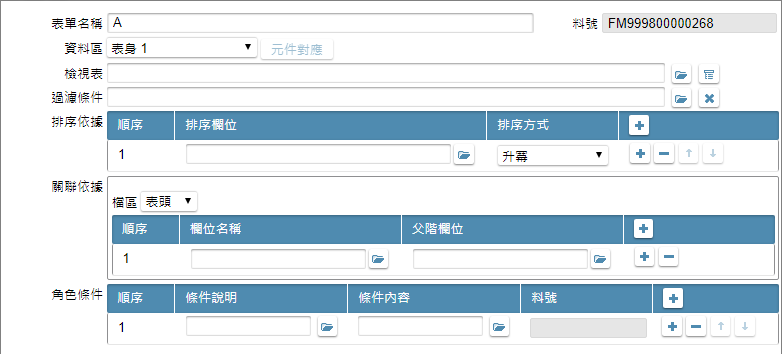 表單名稱 A 料號 FM999800000268
資料區 表身 1 元件對應
檢視表
過濾條件
排序依據 順序 排序欄位 排序方式
1 升冪
關聯依據
檔區 表頭
順序 欄位名稱 父階欄位
1
角色條件 順序 條件說明 條件內容 料號
1